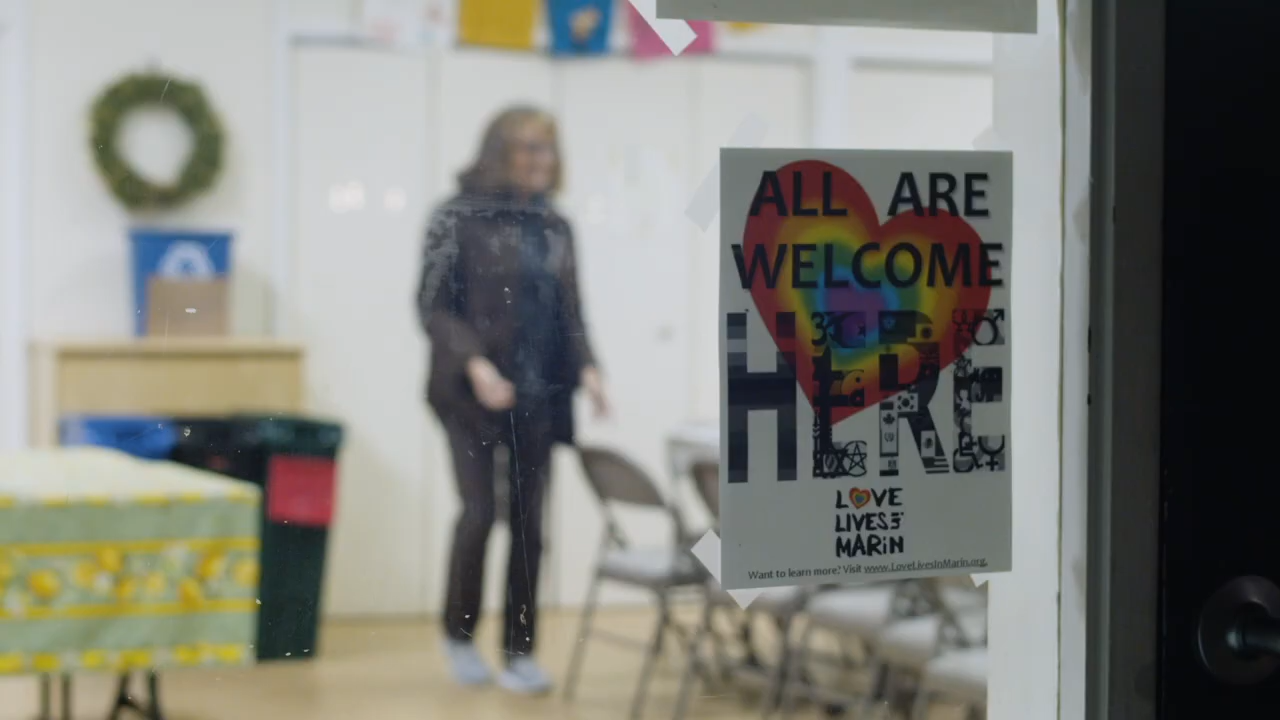 ALL ARE
WELCOME
HERE
LOVE
LIVES IN
MARIN
Want to learn more? Visit www.LoveLivesInMarin.org.